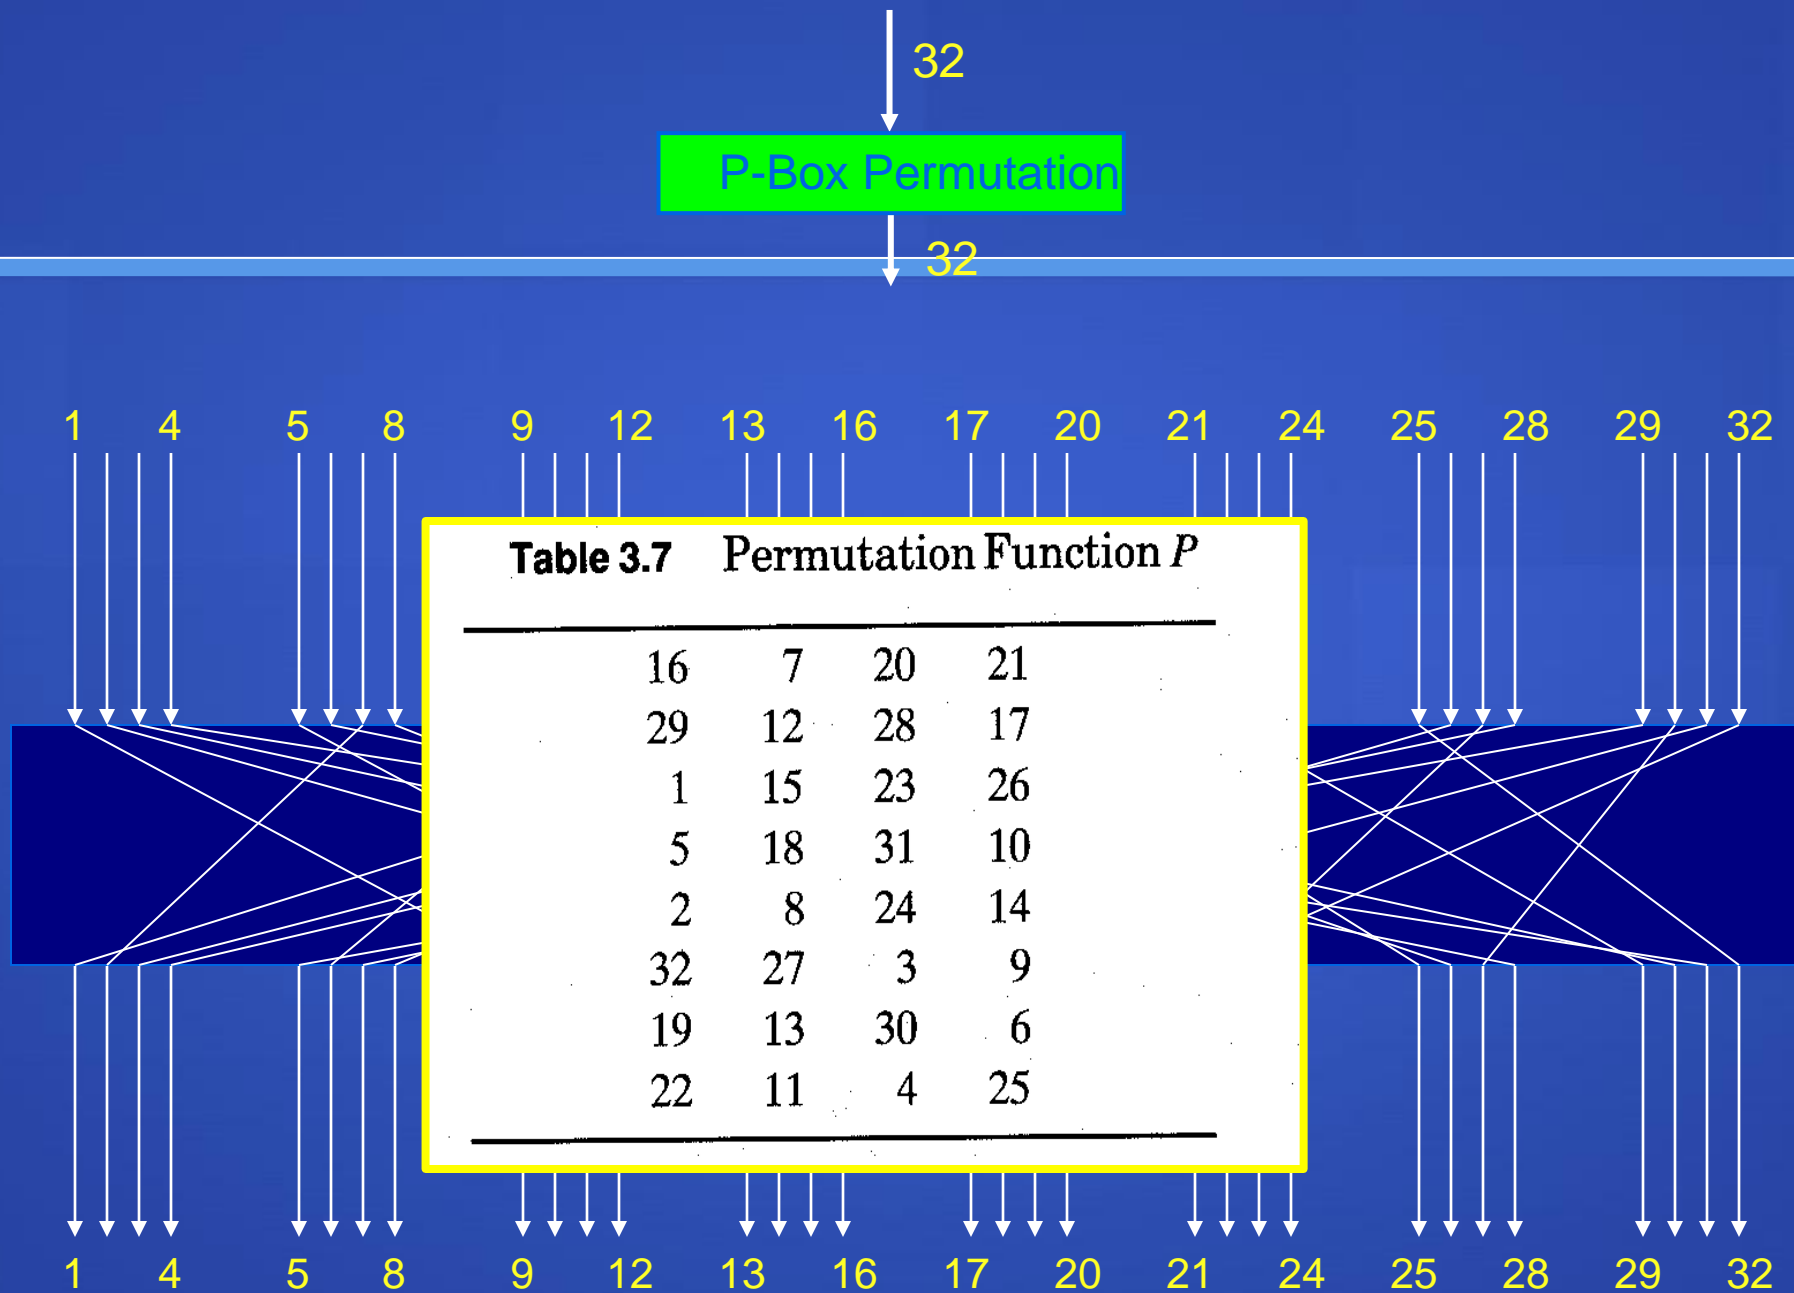 32
P-Box Permutation
32
1 4 5 8 9 12 13 16 17 20 21 24 25 28 29 32
Table 3.7 Permutation Function P
16 7 20 21
29 12 28 17
1 15 23 26
5 18 31 10
2 8 24 14
32 27 3 9
19 13 30 6
22 11 4 25
1 4 5 8 9 12 13 16 17 20 21 24 25 28 29 32